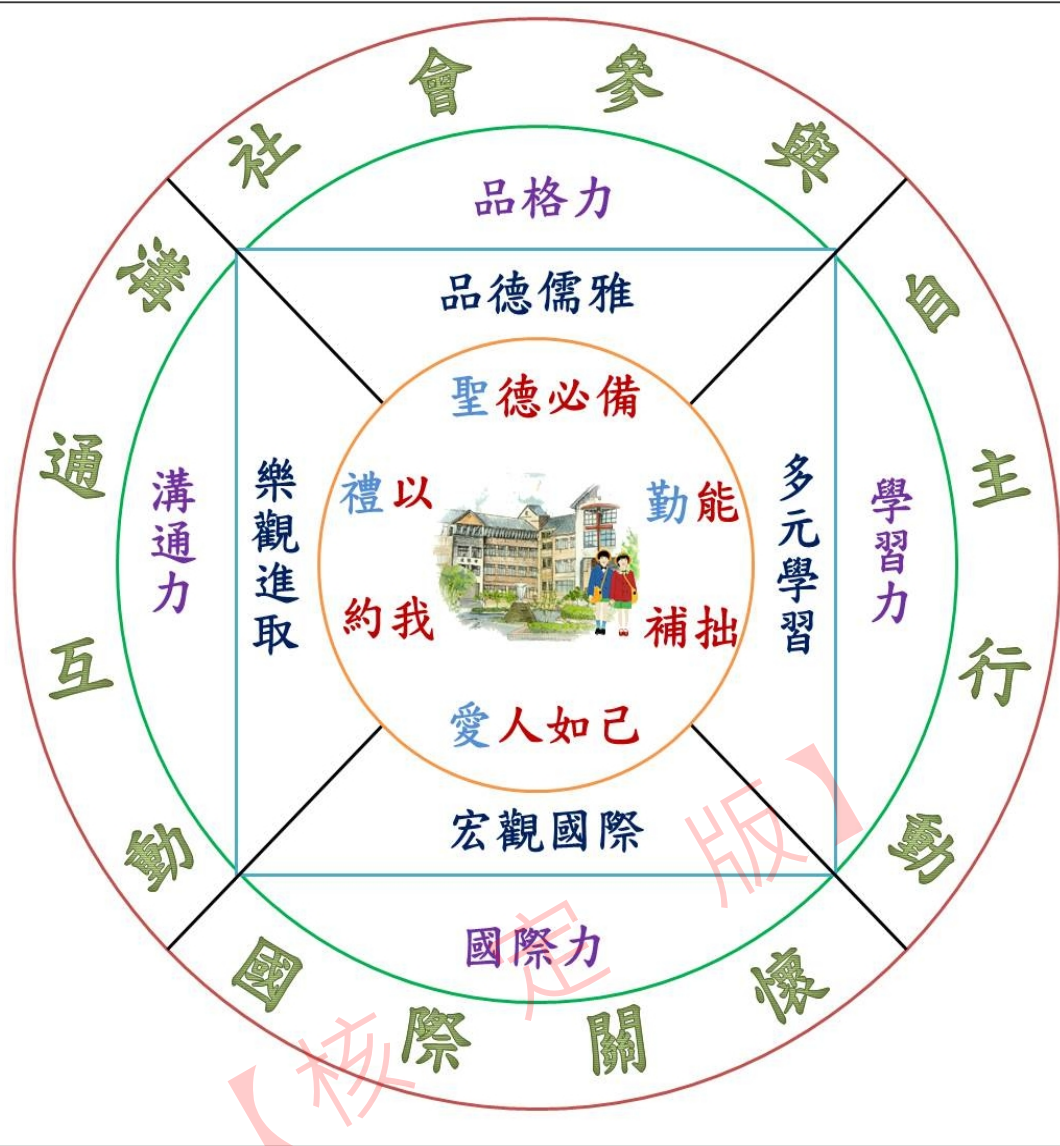 社會參與
品格力
品德儒雅
聖德必備
溝通互動
溝通力
樂觀進取
禮以約我
勤能補拙
多元學習
學習力
自主行動
愛人如己
宏觀國際
國際力
國際關懷
【核定版】